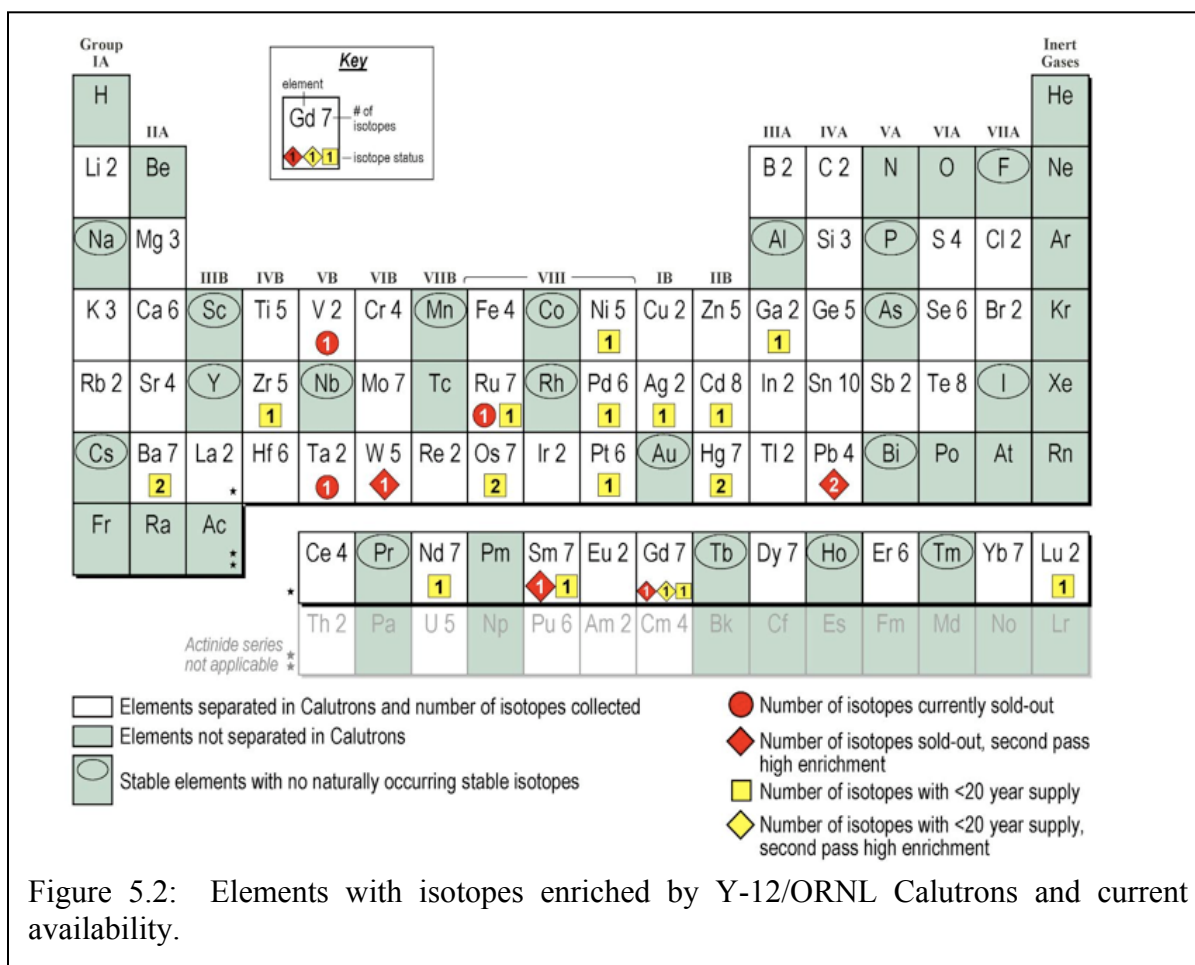 Group
IA
Key
Inert
Gases
element
Gd 7
# of
isotopes
1 1 1
isotope status
H
He
IIA
IIIA IVA VA VIA VIIA
Li 2 Be B 2 C 2 N O F Ne
Na Mg 3 Al Si 3 P S 4 Cl 2 Ar
IIIB IVB VB VIB VIIB VIII IB IIB
K 3 Ca 6 Sc Ti 5 V 2 Cr 4 Mn Fe 4 Co Ni 5 Cu 2 Zn 5 Ga 2 Ge 5 As Se 6 Br 2 Kr
1 1 1
Rb 2 Sr 4 Y Zr 5 Nb Mo 7 Tc Ru 7 Rh Pd 6 Ag 2 Cd 8 In 2 Sn 10 Sb 2 Te 8 I Xe
1 1 1 1 1 1
Cs Ba 7 La 2 Hf 6 Ta 2 W 5 Re 2 Os 7 Ir 2 Pt 6 Au Hg 7 Tl 2 Pb 4 Bi Po At Rn
2 * 1 1 2 1 2 2
Fr Ra Ac
* *
Ce 4 Pr Nd 7 Pm Sm 7 Eu 2 Gd 7 Tb Dy 7 Ho Er 6 Tm Yb 7 Lu 2
* 1 1 1 1 1 1 1
Th 2 Pa U 5 Np Pu 6 Am 2 Cm 4 Bk Cf Es Fm Md No Lr
Actinide series *
not applicable *
Elements separated in Calutrons and number of isotopes collected
Elements not separated in Calutrons
Stable elements with no naturally occurring stable isotopes
Number of isotopes currently sold-out
Number of isotopes sold-out, second pass
high enrichment
Number of isotopes with <20 year supply
Number of isotopes with <20 year supply,
second pass high enrichment
Figure 5.2: Elements with isotopes enriched by Y-12/ORNL Calutrons and current
availability.